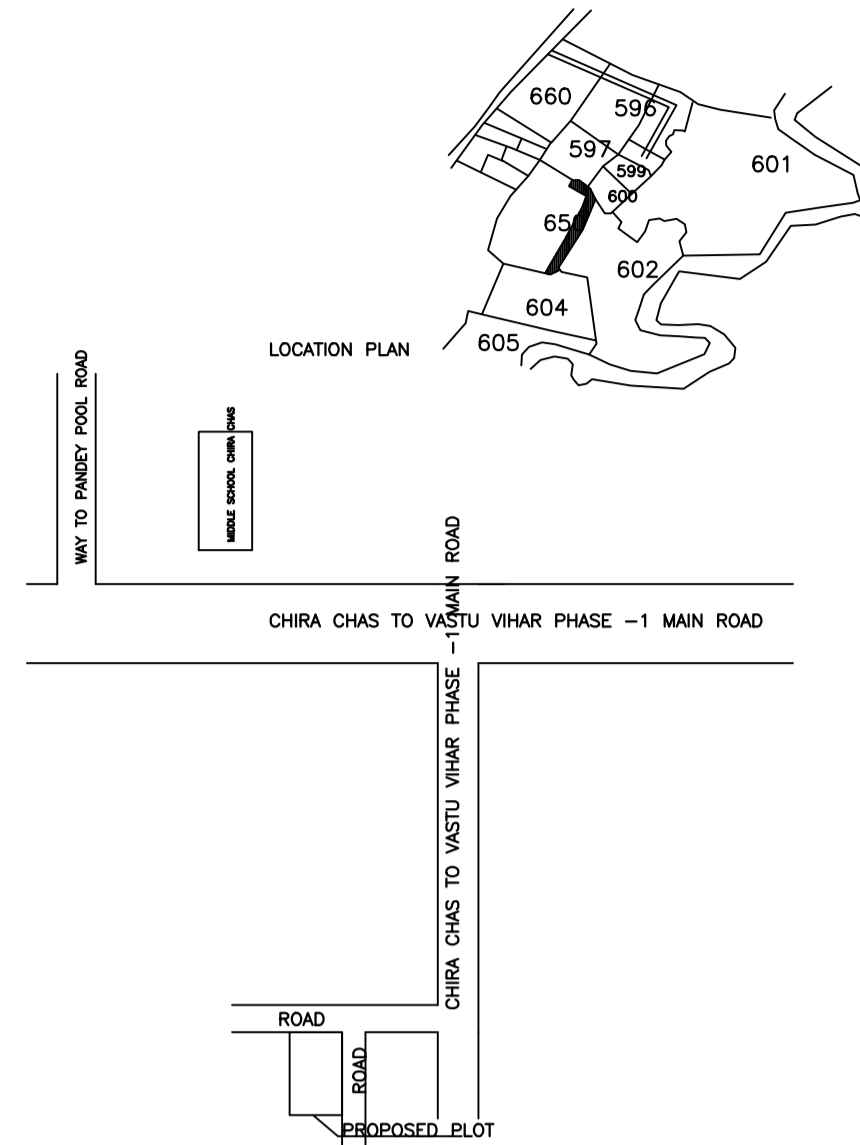 660
596
597
599
601
600
65
602
604
605
LOCATION PLAN
WAY TO PANDEY POOL ROAD
MIDDLE SCHOOL CHIRA CHAS
CHIRA CHAS TO VASTU VIHAR PHASE -1 MAIN ROAD
CHIRA CHAS TO VASTU VIHAR PHASE -1 MAIN ROAD
ROAD
ROAD
PROPOSED PLOT